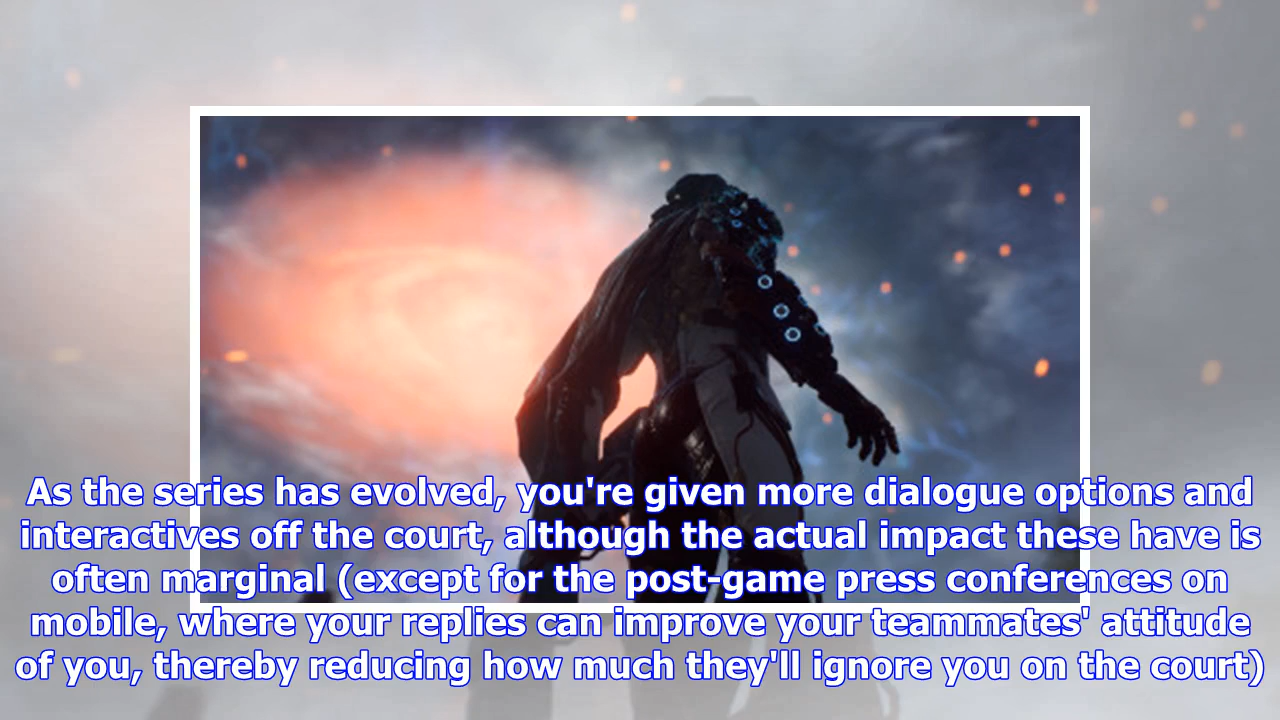 As the series has evolved, you're given more dialogue options and
interactives off the court, although the actual impact these have is
often marginal (except for the post-game press conferences on
mobile, where your replies can improve your teammates' attitude
of you, thereby reducing how much they'll ignore you on the court)